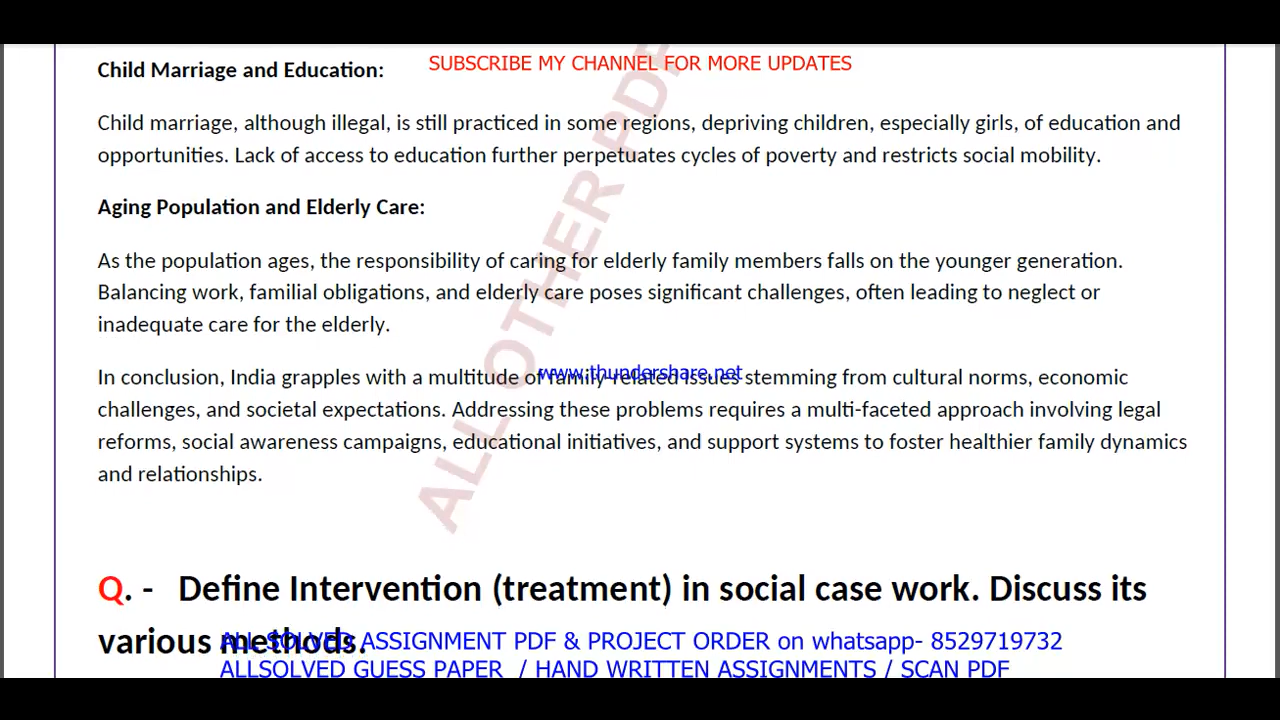 SUBSCRIBE MY CHANNEL FOR MORE UPDATES
Child Marriage and Education:
Child marriage, although illegal, is still practiced in some regions, depriving children, especially girls, of education and
opportunities. Lack of access to education further perpetuates cycles of poverty and restricts social mobility.
Aging Population and Elderly Care:
As the population ages, the responsibility of caring for elderly family members falls on the younger generation.
Balancing work, familial obligations, and elderly care poses significant challenges, often leading to neglect or
inadequate care for the elderly.
www.thundershare.net
In conclusion, India grapples with a multitude of family-related issues stemming from cultural norms, economic
challenges, and societal expectations. Addressing these problems requires a multi-faceted approach involving legal
reforms, social awareness campaigns, educational initiatives, and support systems to foster healthier family dynamics
and relationships.
ALL OTHER PDF
Q. - Define Intervention (treatment) in social case work. Discuss its
various methods.
ALL SOLVED ASSIGNMENT PDF & PROJECT ORDER on whatsapp- 8529719732
ALLSOLVED GUESS PAPER / HAND WRITTEN ASSIGNMENTS / SCAN PDF